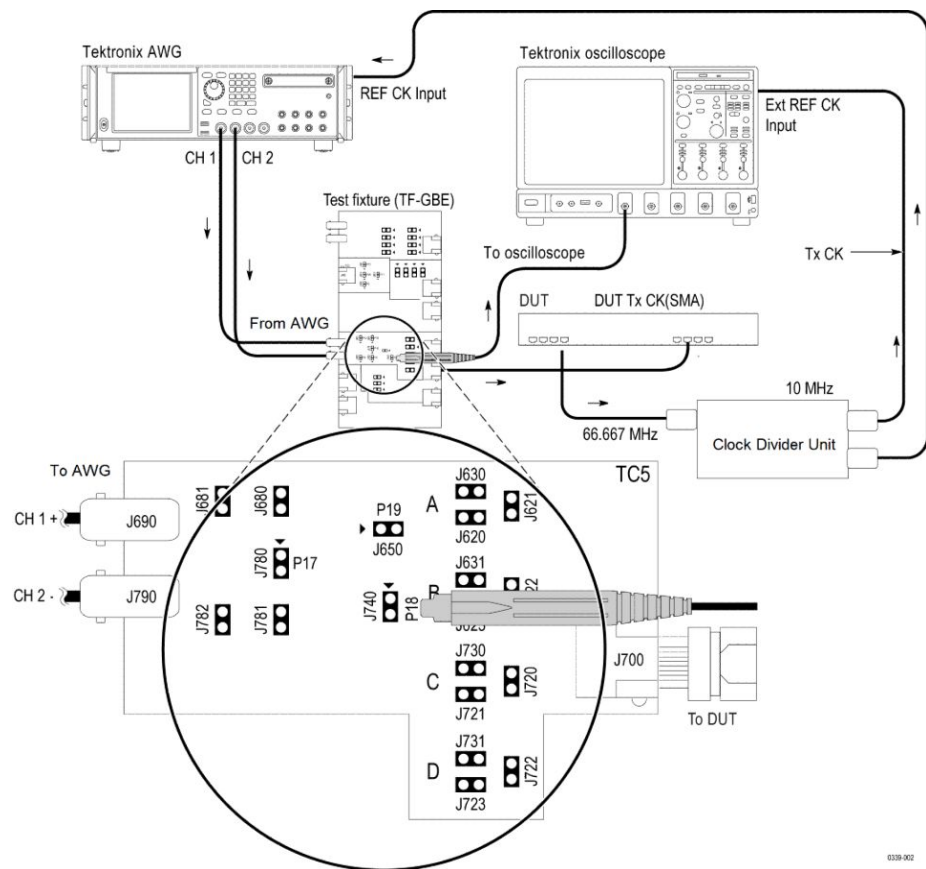 Tektronix AWG
REF CK Input
CH 1
CH 2
Tektronix oscilloscope
Ext REF CK
Input
Test fixture (TF-GBE)
To oscilloscope
Tx CK
From AWG
DUT
DUT Tx CK(SMA)
10 MHz
66.667 MHz
Clock Divider Unit
To AWG
TC5
CH 1 +
J690
CH 2 -
J790
J681
J680
J780
P17
J782
J781
P19
J650
J740
P18
A
J630
J620
J621
B
J631
J623
C
J730
J721
J720
D
J731
J723
J722
J700
To DUT
0339-002